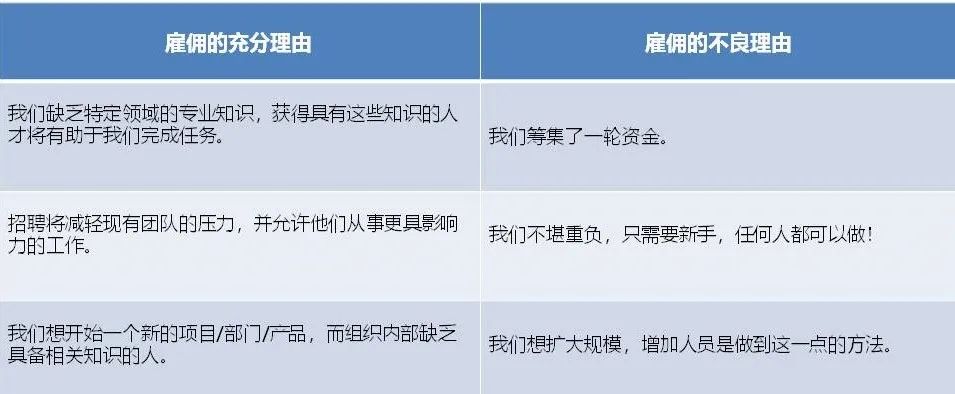 雇佣的充分理由
雇佣的不良理由
我们缺乏特定领域的专业知识，获得具有这些知识的人
才将有助于我们完成任务。
我们筹集了一轮资金。
招聘将减轻现有团队的压力，并允许他们从事更具影响
力的工作。
我们不堪重负，只需要新手，任何人都可以做！
我们想开始一个新的项目/部门/产品，而组织内部缺乏
具备相关知识的人。
我们想扩大规模，增加人员是做到这一点的方法。